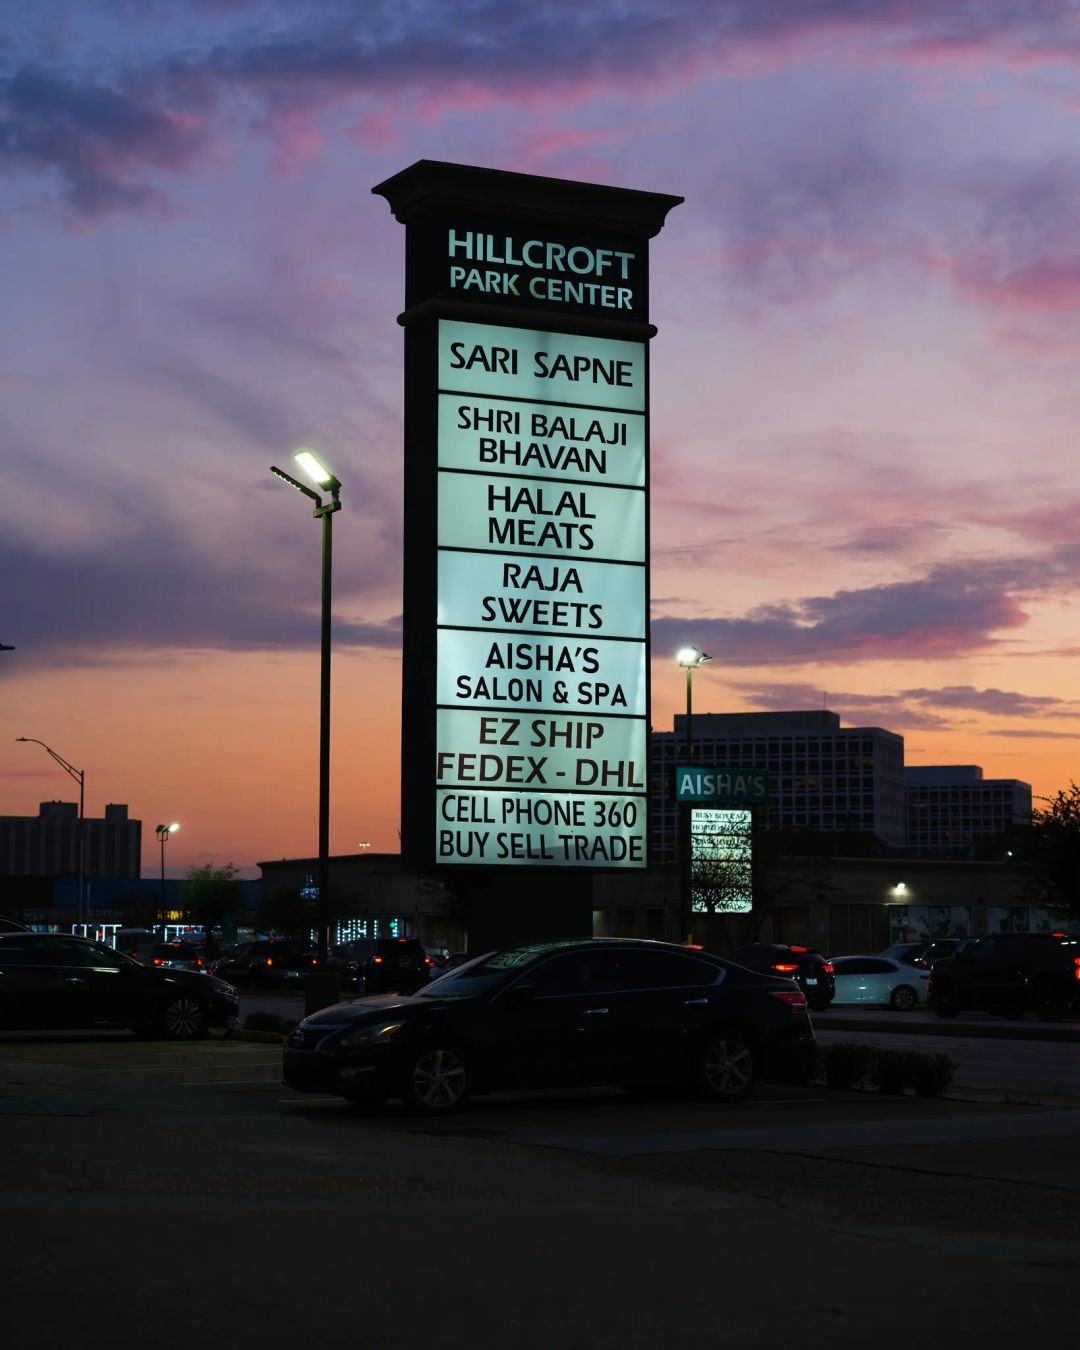 HILLCROFT
PARK CENTER
SARI SAPNE
SHRI BALAJI
BHAVAN
HALAL
MEATS
RAJA
SWEETS
AISHA'S
SALON & SPA
EZ SHIP
FEDEX - DHL
CELL PHONE 360
BUY SELL TRADE
AISHA'S